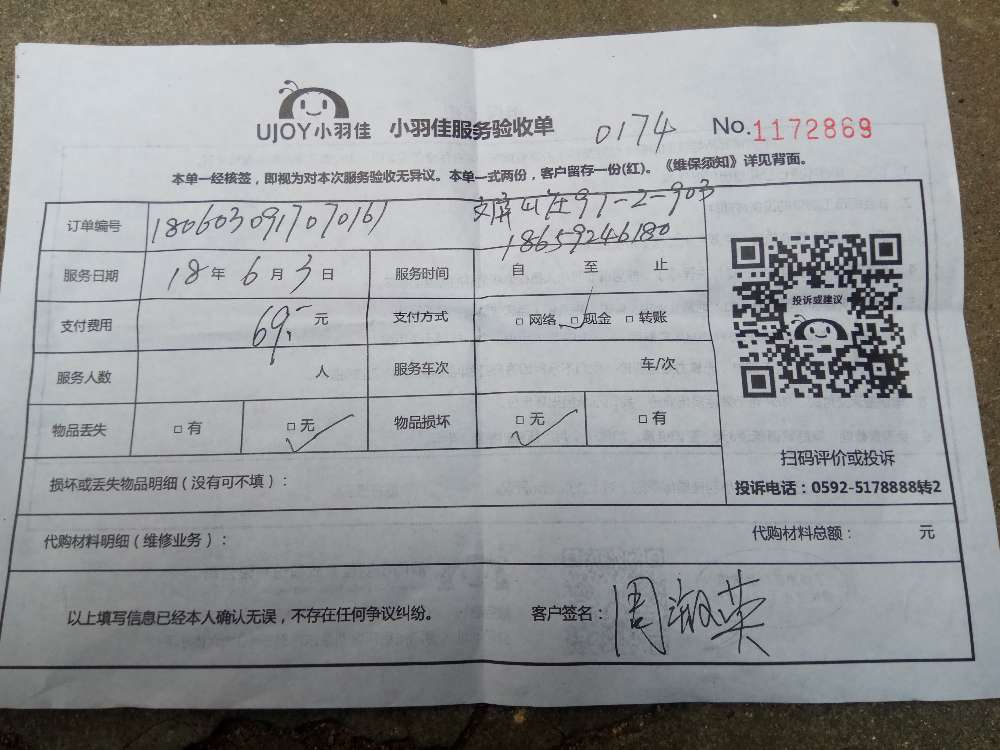 UJOY小羽佳 小羽佳服务验收单 0174 No.1172869
本单一经核签，即视为对本次服务验收无异议。本单一式两份，客户留存一份(红)。《维保须知》详见背面。
订单编号 1806030917070161 屏山庄97-2-903
18659246180
服务日期 18年6月3日 服务时间 自 至 止
支付费用 69.- 元 支付方式 □网络 □现金 □转账
投诉或建议
服务人数 人 服务车次 车/次
物品丢失 □有 □无 物品损坏 □无 □有
扫码评价或投诉
损坏或丢失物品明细（没有可不填）：
投诉电话：0592-5178888转2
代购材料明细（维修业务）： 代购材料总额： 元
以上填写信息已经本人确认无误，不存在任何争议纠纷。 客户签名：周淑英